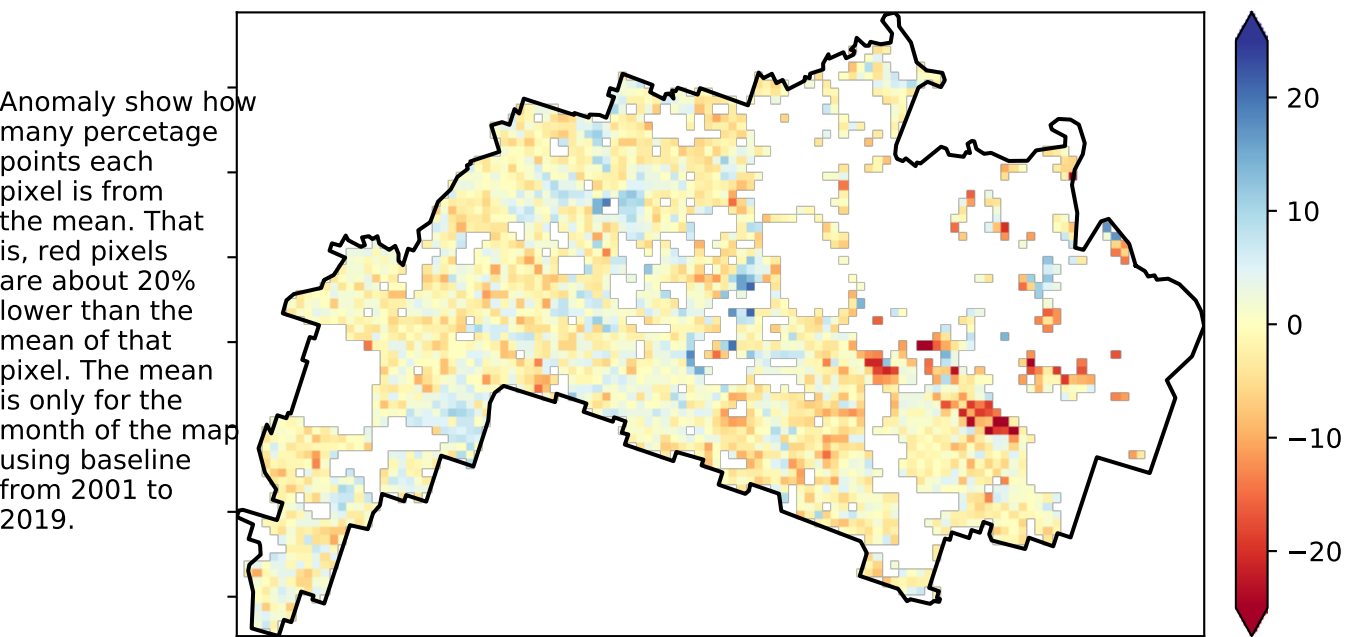 Anomaly show how
many percetage
points each
pixel is from
the mean. That
is, red pixels
are about 20%
lower than the
mean of that
pixel. The mean
is only for the
month of the map
using baseline
from 2001 to
2019.
20
10
0
−10
−20